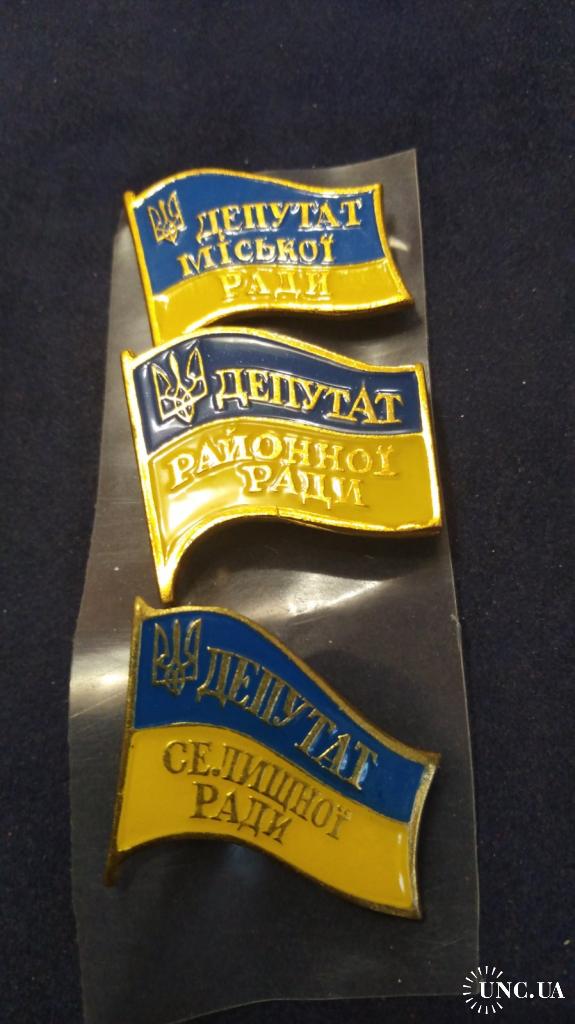 ДЕПУТАТ
МІСЬКОЇ
РАДИ
ДЕПУТАТ
РАЙОННОЇ
РАДИ
ДЕПУТАТ
СЕЛИЩНОЇ
РАДИ
UNC.UA